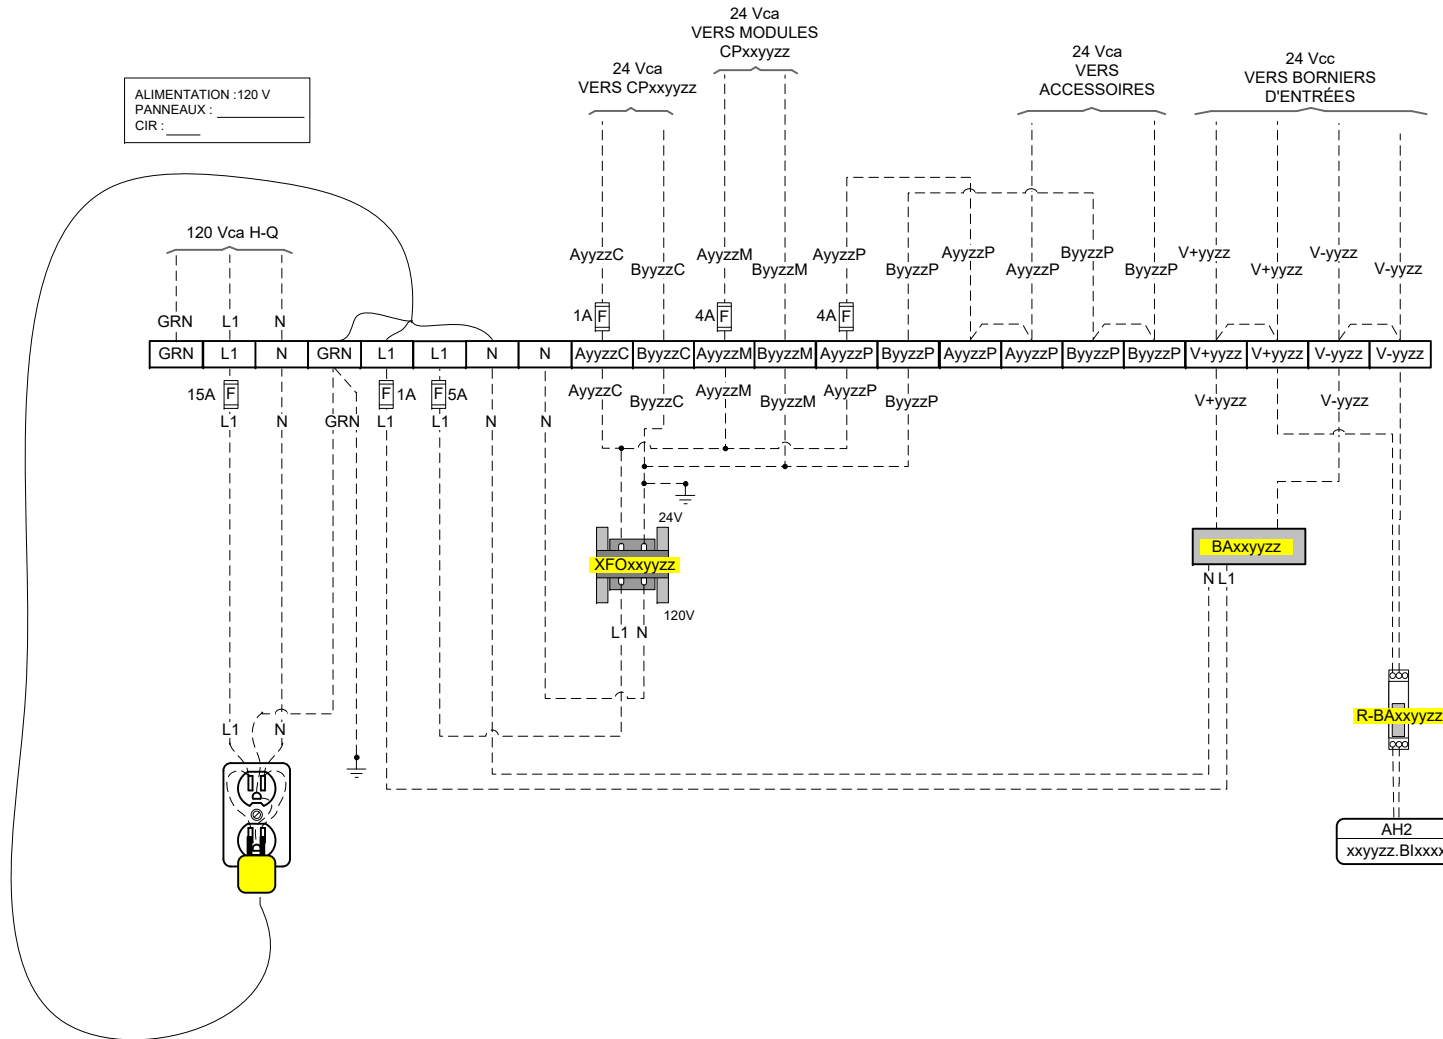 24 Vca
VERS MODULES
CPxxyyzz
24 Vca
VERS CPxxyyzz
24 Vca
VERS
ACCESSOIRES
24 Vcc
VERS BORNIERS
D'ENTRÉES
ALIMENTATION :120 V
PANNEAUX :
CIR :
120 Vca H-Q
AyyzzC
ByyzzC
AyyzzM
ByyzzM
AyyzzP
ByyzzP
AyyzzP
AyyzzP
ByyzzP
ByyzzP
V+yyzz
V+yyzz
V-yyzz
V-yyzz
GRN L1 N
1A F
4A F
4A F
GRN L1 N GRN L1 L1 N N AyyzzC ByyzzC AyyzzM ByyzzM AyyzzP ByyzzP AyyzzP AyyzzP ByyzzP ByyzzP V+yyzz V+yyzz V-yyzz V-yyzz
15A F
F 1A
F 5A
AyyzzC ByyzzC AyyzzM ByyzzM AyyzzP ByyzzP V+yyzz V-yyzz
L1 N GRN L1 L1 N N
24V
XFOxxyyzz
120V
L1 N
BAxxyyzz
N L1
R-BAxxyyzz
L1 N
AH2
xxyyzz.BIxxxx